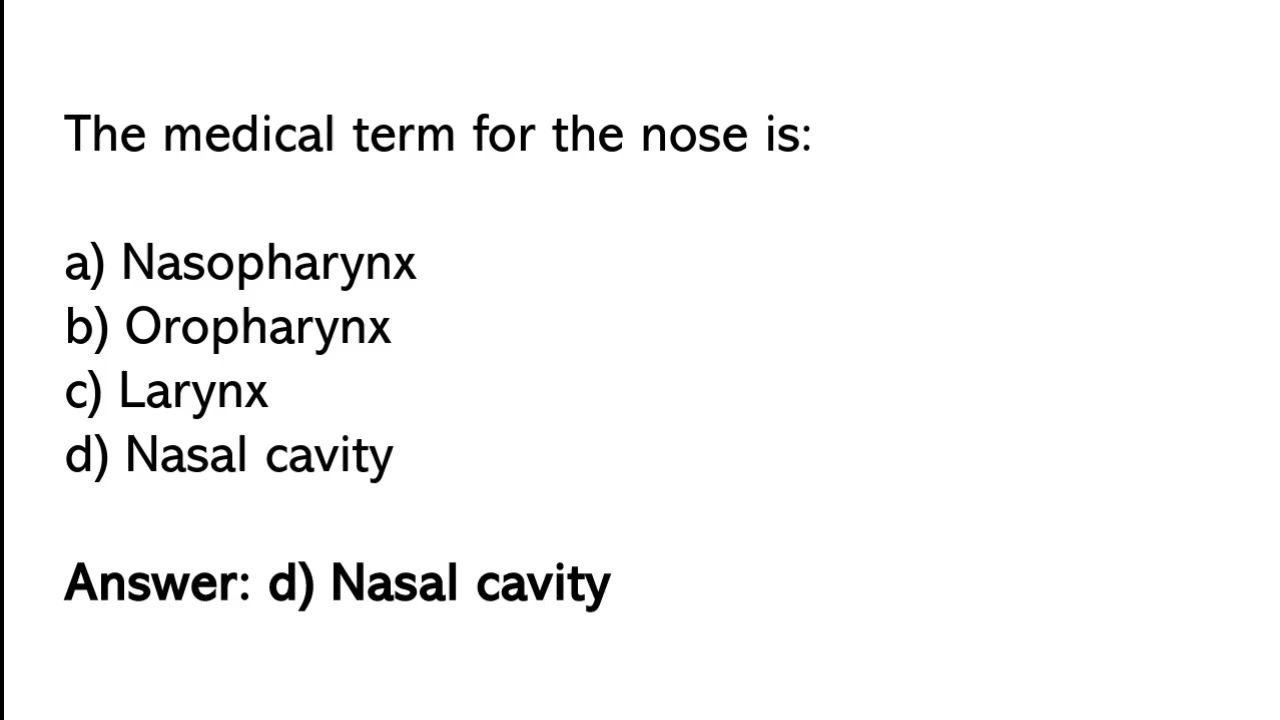 The medical term for the nose is:
a) Nasopharynx
b) Oropharynx
c) Larynx
d) Nasal cavity
Answer: d) Nasal cavity